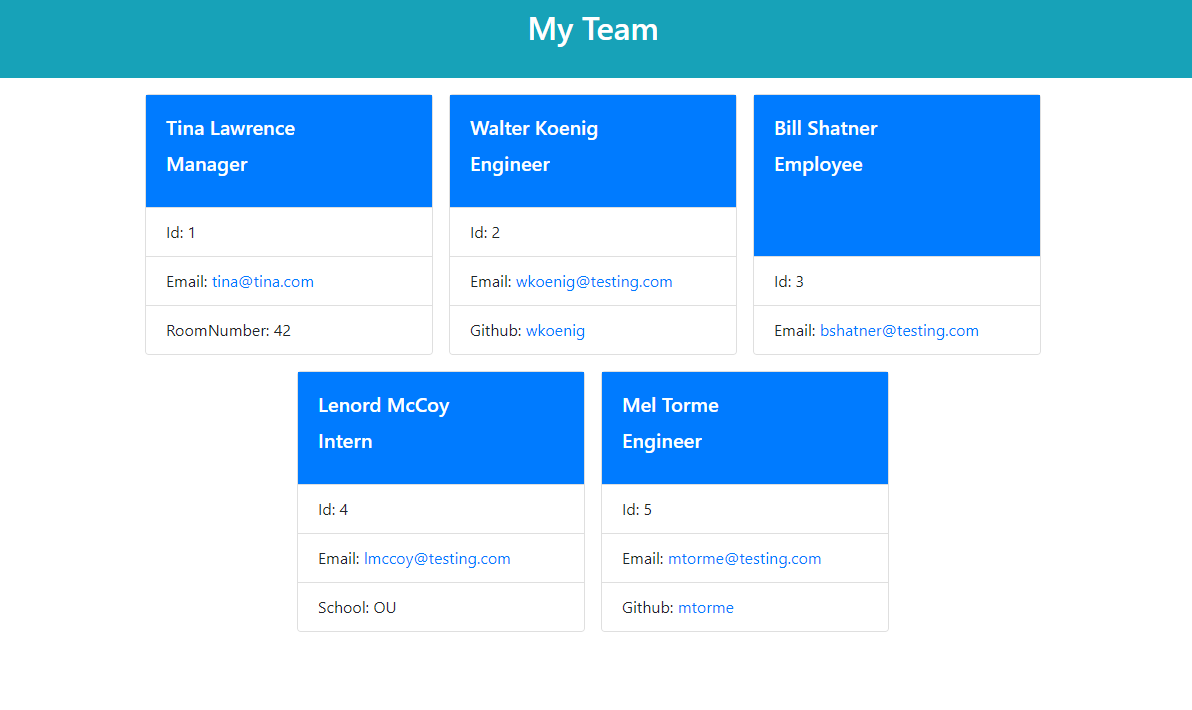 My Team
Tina Lawrence
Manager
Id: 1
Email: tina@tina.com
RoomNumber: 42
Walter Koenig
Engineer
Id: 2
Email: wkoenig@testing.com
Github: wkoenig
Bill Shatner
Employee
Id: 3
Email: bshatner@testing.com
Lenord McCoy
Intern
Id: 4
Email: lmccoy@testing.com
School: OU
Mel Torme
Engineer
Id: 5
Email: mtorme@testing.com
Github: mtorme